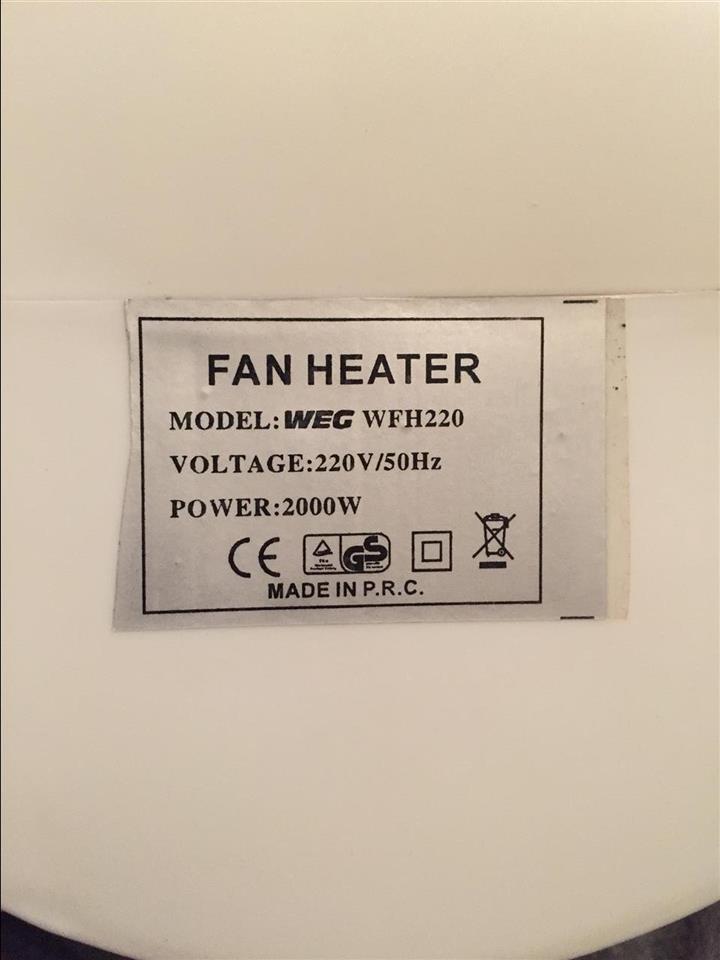 FAN HEATER
MODEL:WEG WFH220
VOLTAGE:220V/50Hz
POWER:2000W
CE GS
MADE IN P.R.C.